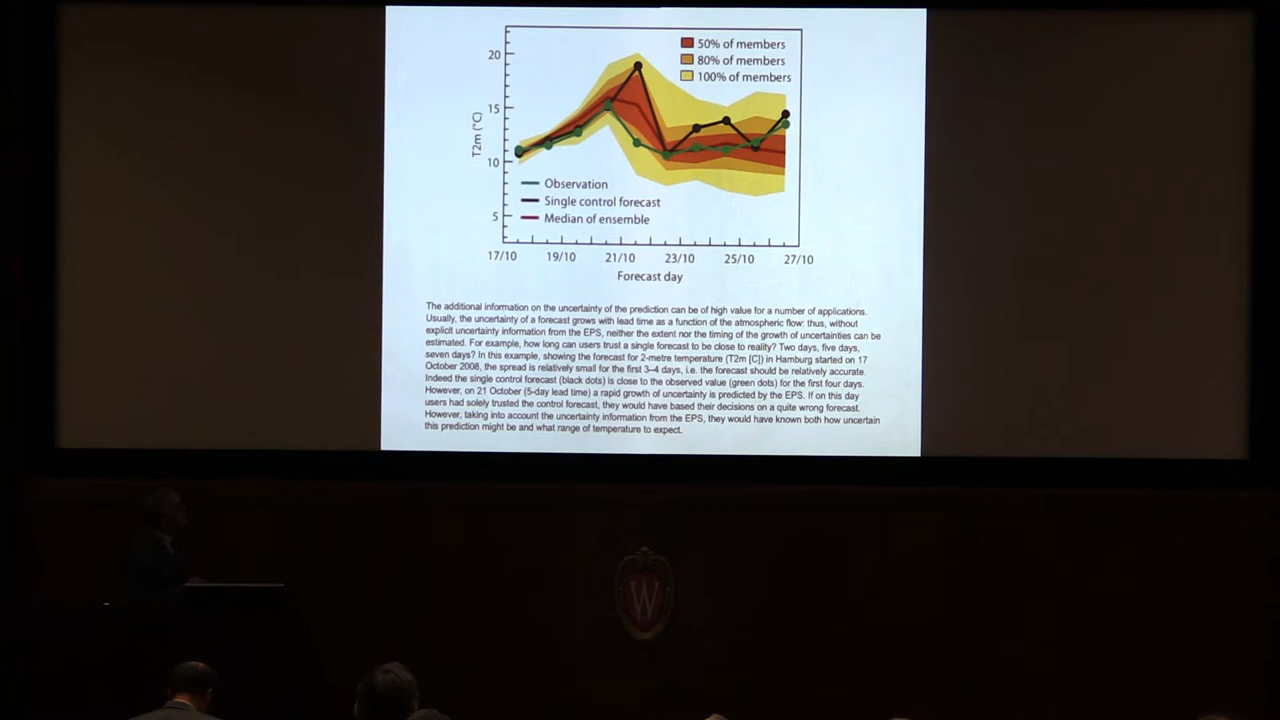 20
15
10
5
T2m (°C)
50% of members
80% of members
100% of members
Observation
Single control forecast
Median of ensemble
17/10 19/10 21/10 23/10 25/10 27/10
Forecast day
The additional information on the uncertainty of the prediction can be of high value for a number of applications.
Usually, the uncertainty of a forecast grows with lead time as a function of the atmospheric flow: thus, without
explicit uncertainty information from the EPS, neither the extent nor the timing of the growth of uncertainties can be
estimated. For example, how long can users trust a single forecast to be close to reality? Two days, five days,
seven days? In this example, showing the forecast for 2-metre temperature (T2m [C]) in Hamburg started on 17
October 2008, the spread is relatively small for the first 3–4 days, i.e. the forecast should be relatively accurate.
Indeed the single control forecast (black dots) is close to the observed value (green dots) for the first four days.
However, on 21 October (5-day lead time) a rapid growth of uncertainty is predicted by the EPS. If on this day
users had solely trusted the control forecast, they would have based their decisions on a quite wrong forecast.
However, taking into account the uncertainty information from the EPS, they would have known both how uncertain
this prediction might be and what range of temperature to expect.
W